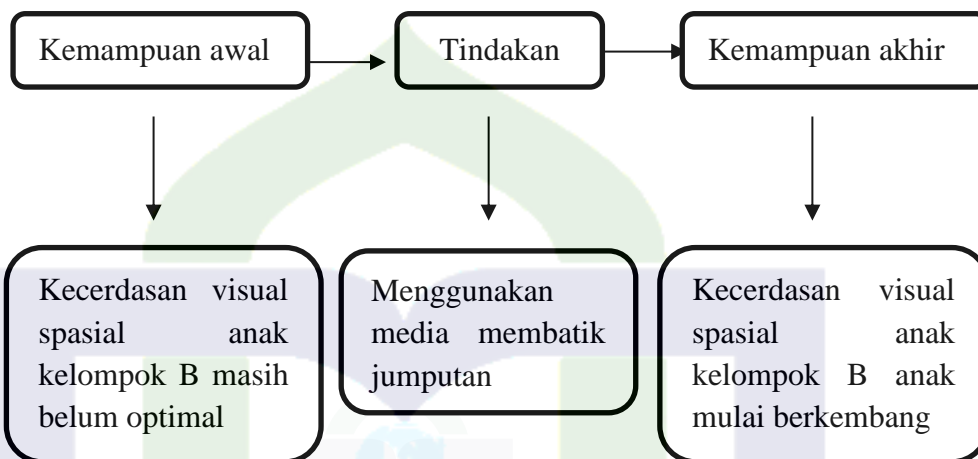 Kemampuan awal
Tindakan
Kemampuan akhir
Kecerdasan visual
spasial anak
kelompok B masih
belum optimal
Menggunakan
media membatik
jumputan
Kecerdasan visual
spasial anak
kelompok B anak
mulai berkembang